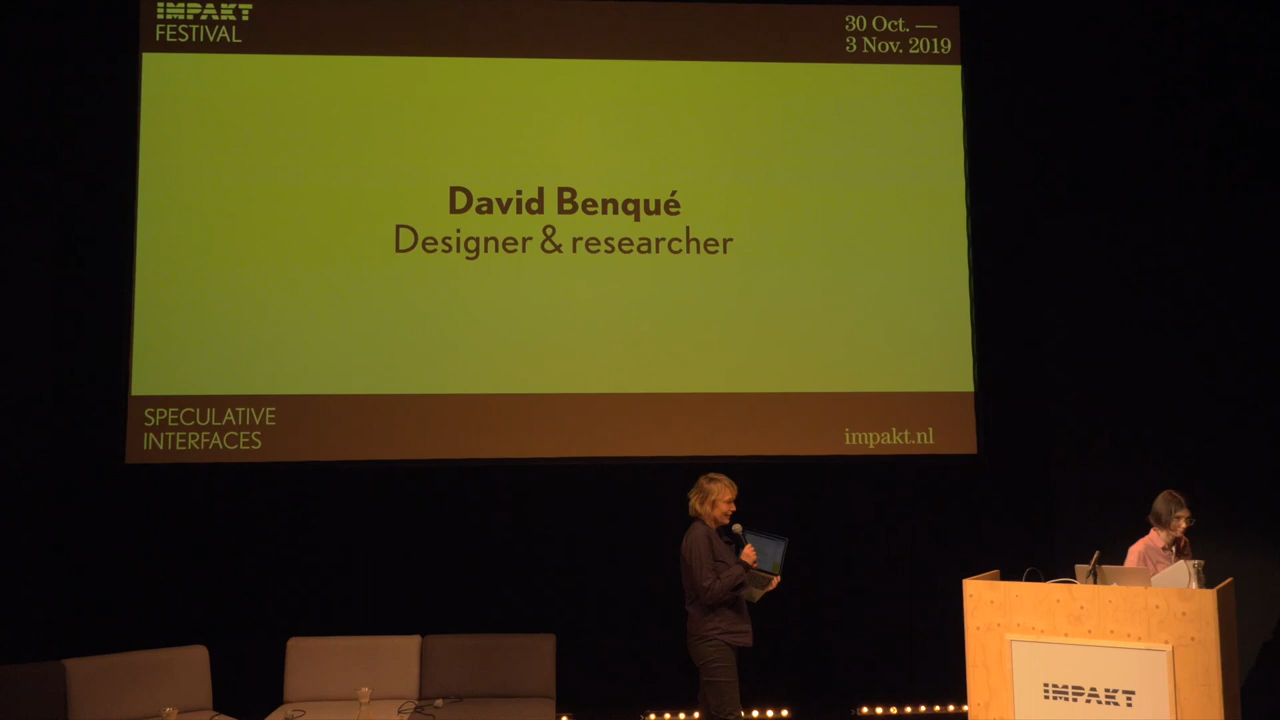 IMPAKT
FESTIVAL
30 Oct. —
3 Nov. 2019
David Benqué
Designer & researcher
SPECULATIVE
INTERFACES
impakt.nl
IMPAKT